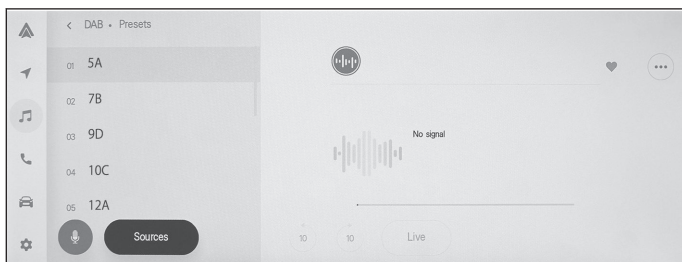 DAB • Presets
01 5A
02 7B
03 9D
04 10C
05 12A
Sources
No signal
10 10 Live